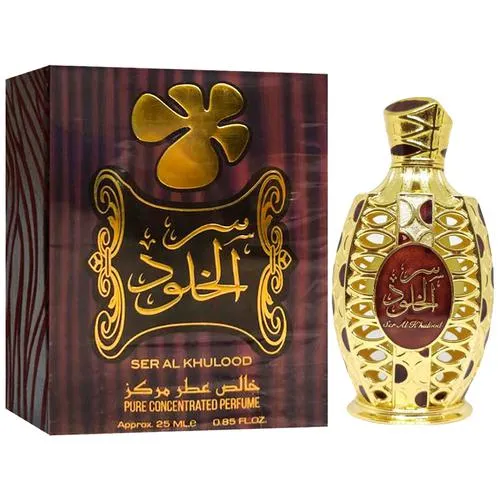 سر
الخلود
SER AL KHULOOD
خالص عطر مركز
PURE CONCENTRATED PERFUME
Approx. 25 MLe 0.85 FL.OZ.
سر
الخلود
Ser Al Khulood